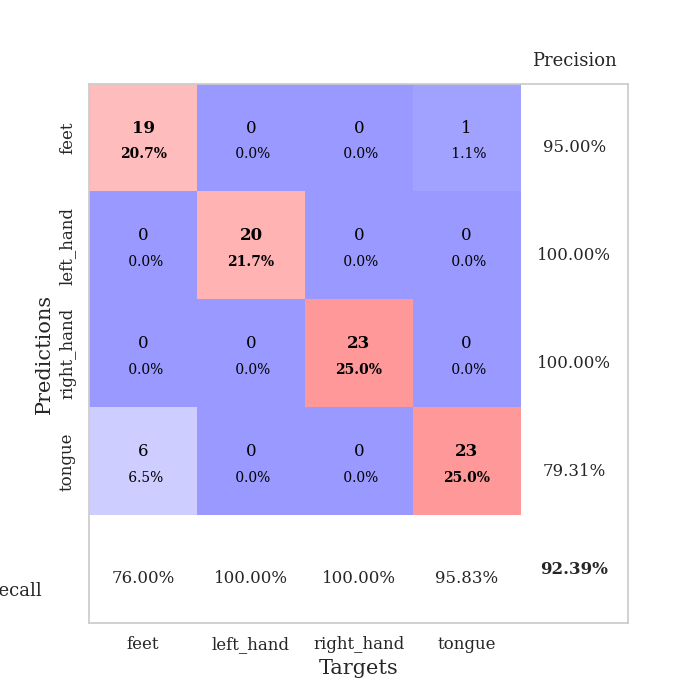 Precision
feet 19 0 0 1
20.7% 0.0% 0.0% 1.1% 95.00%
left_hand 0 20 0 0
0.0% 21.7% 0.0% 0.0% 100.00%
right_hand 0 0 23 0
0.0% 0.0% 25.0% 0.0% 100.00%
tongue 6 0 0 23
6.5% 0.0% 0.0% 25.0% 79.31%
Predictions
ecall 76.00% 100.00% 100.00% 95.83% 92.39%
feet left_hand right_hand tongue
Targets